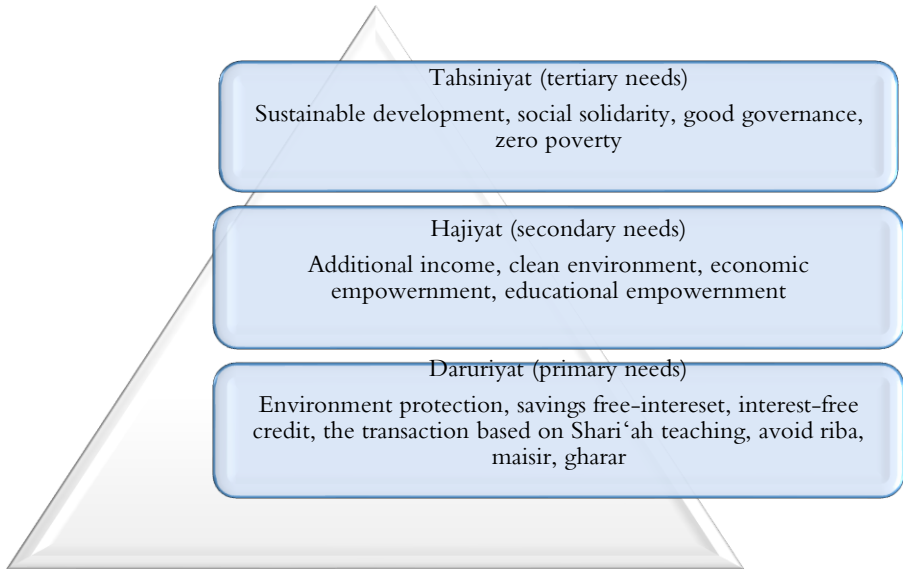 Tahsiniyat (tertiary needs)
Sustainable development, social solidarity, good governance,
zero poverty
Hajiyat (secondary needs)
Additional income, clean environment, economic
empowernment, educational empowernment
Daruriyat (primary needs)
Environment protection, savings free-intereset, interest-free
credit, the transaction based on Shari‘ah teaching, avoid riba,
maisir, gharar